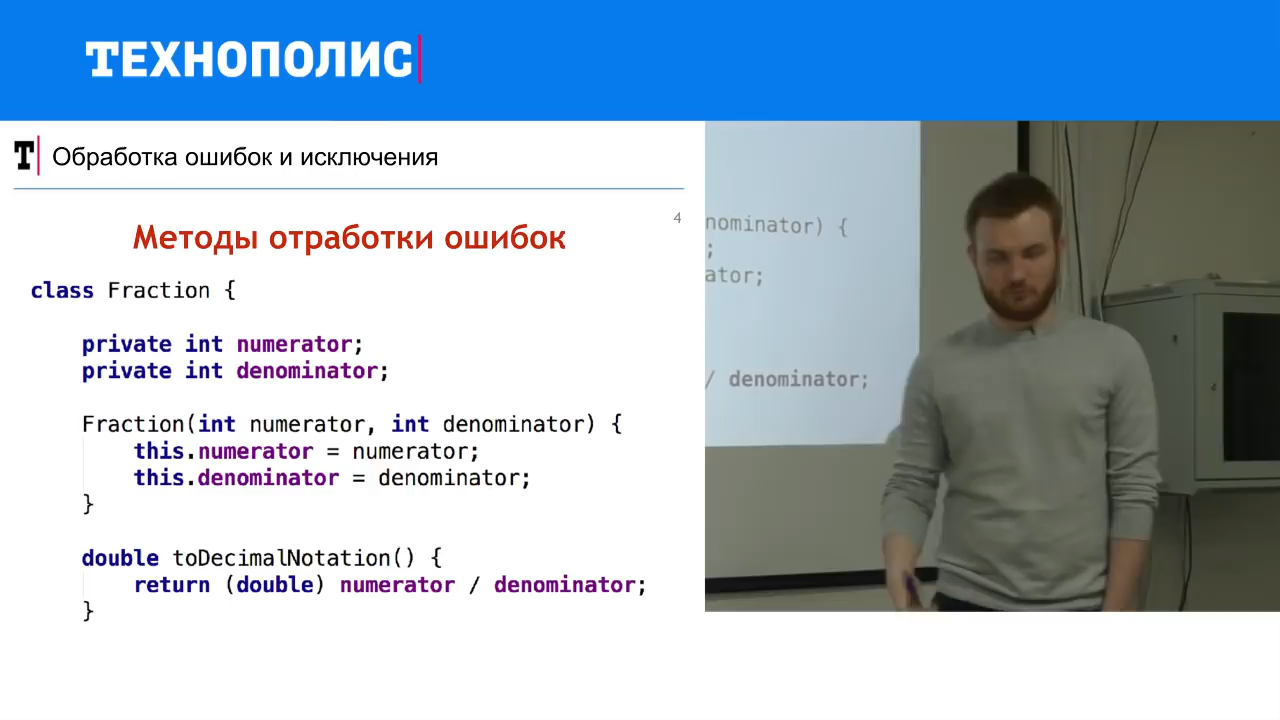 ТЕХНОПОЛИС
Т Обработка ошибок и исключения
4
Методы отработки ошибок
class Fraction {
private int numerator;
private int denominator;
Fraction(int numerator, int denominator) {
this.numerator = numerator;
this.denominator = denominator;
}
double toDecimalNotation() {
return (double) numerator / denominator;
}
nominator) {
;
ator;
/ denominator;